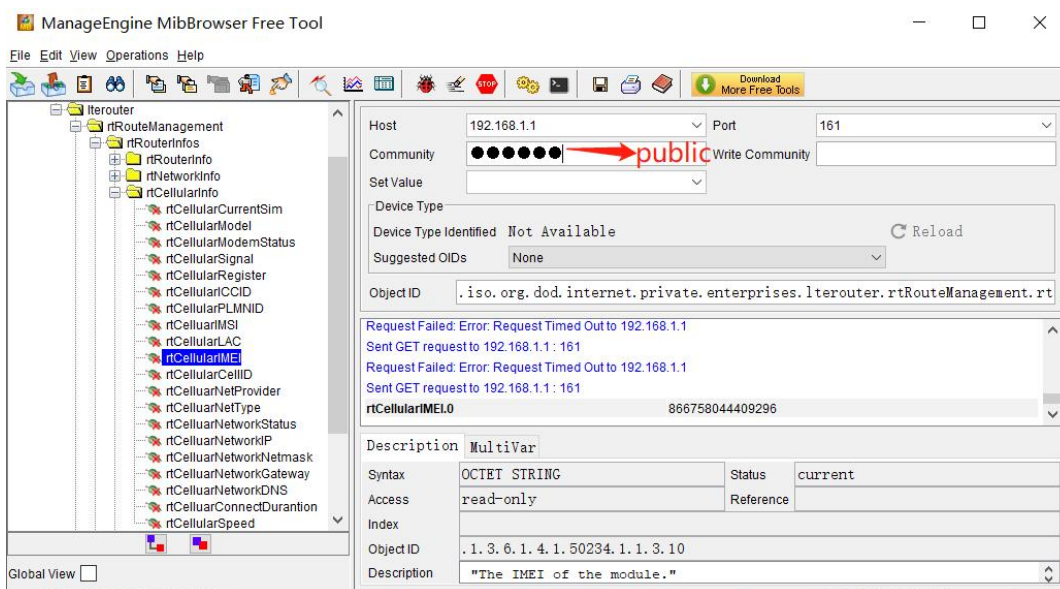 ManageEngine MibBrowser Free Tool
File Edit View Operations Help
STOP
Download
More Free Tools
lterouter
rtRouteManagement
rtRouterInfos
rtRouterInfo
rtNetworkInfo
rtCellularInfo
rtCellularCurrentSim
rtCellularModel
rtCellularModemStatus
rtCellularSignal
rtCellularRegister
rtCellularICCID
rtCellularPLMNID
rtCelluarIMSI
rtCellularLAC
rtCellularIMEI
rtCelluarCellID
rtCelluarNetProvider
rtCelluarNetType
rtCelluarNetworkStatus
rtCelluarNetworkIP
rtCelluarNetworkNetmask
rtCelluarNetworkGateway
rtCelluarNetworkDNS
rtCelluarConnectDurantion
rtCellularSpeed
Global View
Host 192.168.1.1 Port 161
Community ●●●●●● public Write Community
Set Value
Device Type
Device Type Identified Not Available Reload
Suggested OIDs None
Object ID .iso.org.dod.internet.private.enterprises.lterouter.rtRouteManagement.rt
Request Failed: Error: Request Timed Out to 192.168.1.1
Sent GET request to 192.168.1.1 : 161
Request Failed: Error: Request Timed Out to 192.168.1.1
Sent GET request to 192.168.1.1 : 161
rtCellularIMEI.0 866758044409296
Description MultiVar
Syntax OCTET STRING Status current
Access read-only Reference
Index
Object ID .1.3.6.1.4.1.50234.1.1.3.10
Description "The IMEI of the module."